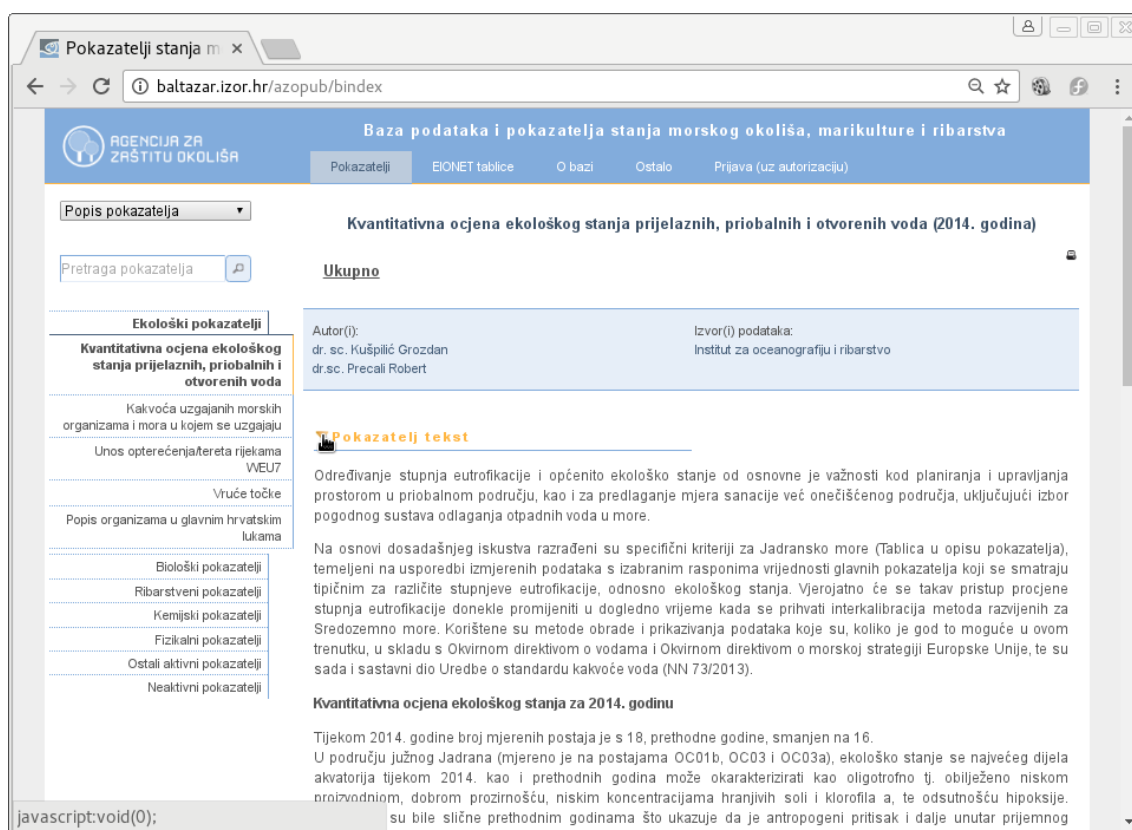 Pokazatelji stanja m
baltazar.izor.hr/azopub/bindex
AGENCIJA ZA
ZAŠTITU OKOLIŠA
Baza podataka i pokazatelja stanja morskog okoliša, marikulture i ribarstva
Pokazatelji EIONET tablice O bazi Ostalo Prijava (uz autorizaciju)
Popis pokazatelja
Pretraga pokazatelja
Ekološki pokazatelji
Kvantitativna ocjena ekološkog
stanja prijelaznih, priobalnih i
otvorenih voda
Kakvoća uzgajanih morskih
organizama i mora u kojem se uzgajaju
Unos opterećenja/tereta rijekama
WEU7
Vruće točke
Popis organizama u glavnim hrvatskim
lukama
Biološki pokazatelji
Ribarstveni pokazatelji
Kemijski pokazatelji
Fizikalni pokazatelji
Ostali aktivni pokazatelji
Neaktivni pokazatelji
Kvantitativna ocjena ekološkog stanja prijelaznih, priobalnih i otvorenih voda (2014. godina)
Ukupno
Autor(i):
dr. sc. Kušpilić Grozdan
dr.sc. Precali Robert
Izvor(i) podataka:
Institut za oceanografiju i ribarstvo
Pokazatelj tekst
Određivanje stupnja eutrofikacije i općenito ekološko stanje od osnovne je važnosti kod planiranja i upravljanja
prostorom u priobalnom području, kao i za predlaganje mjera sanacije već onečišćenog područja, uključujući izbor
pogodnog sustava odlaganja otpadnih voda u more.
Na osnovi dosadašnjeg iskustva razrađeni su specifični kriteriji za Jadransko more (Tablica u opisu pokazatelja),
temeljeni na usporedbi izmjerenih podataka s izabranim rasponima vrijednosti glavnih pokazatelja koji se smatraju
tipičnim za različite stupnjeve eutrofikacije, odnosno ekološkog stanja. Vjerojatno će se takav pristup procjene
stupnja eutrofikacije donekle promijeniti u dogledno vrijeme kada se prihvati interkalibracija metoda razvijenih za
Sredozemno more. Korištene su metode obrade i prikazivanja podataka koje su, koliko je god to moguće u ovom
trenutku, u skladu s Okvirnom direktivom o vodama i Okvirnom direktivom o morskoj strategiji Europske Unije, te su
sada i sastavni dio Uredbe o standardu kakvoće voda (NN 73/2013).
Kvantitativna ocjena ekološkog stanja za 2014. godinu
Tijekom 2014. godine broj mjerenih postaja je s 18, prethodne godine, smanjen na 16.
U području južnog Jadrana (mjereno je na postajama OC01b, OC03 i OC03a), ekološko stanje se najvećeg dijela
akvatorija tijekom 2014. kao i prethodnih godina može okarakterizirati kao oligotrofno tj. obilježeno niskom
proizvodnjom, dobrom prozirnošću, niskim koncentracijama hranjivih soli i klorofila a, te odsutnošću hipoksije.
su bile slične prethodnim godinama što ukazuje da je antropogeni pritisak i dalje unutar prijemnog
javascript:void(0);